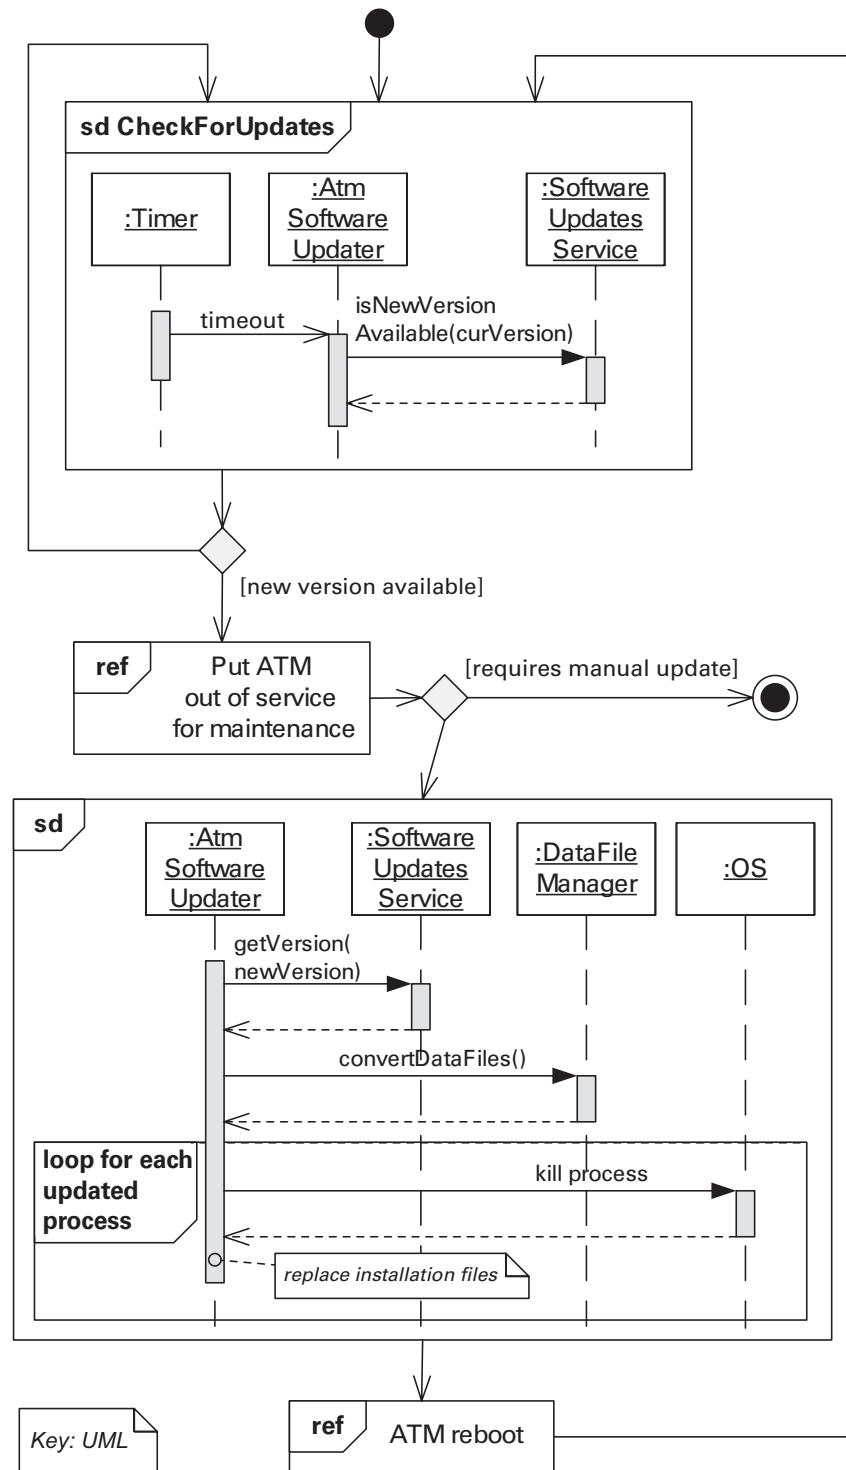 sd CheckForUpdates
:Timer
:Atm
Software
Updater
:Software
Updates
Service
timeout
isNewVersion
Available(curVersion)
[new version available]
ref
Put ATM
out of service
for maintenance
[requires manual update]
sd
:Atm
Software
Updater
:Software
Updates
Service
:DataFile
Manager
:OS
getVersion(
newVersion)
convertDataFiles()
loop for each
updated
process
kill process
replace installation files
Key: UML
ref
ATM reboot